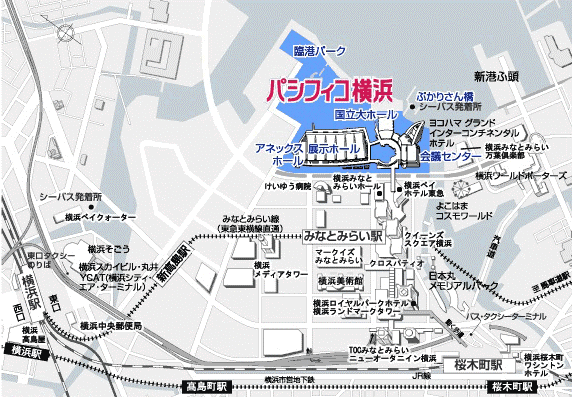 臨港パーク
パシフィコ横浜
国立大ホール
ぷかりさん橋
シーバス発着所
新港ふ頭
ヨコハマ グランド
インターコンチネンタル
ホテル
アネックス
ホール
展示ホール
会議センター
横浜みなとみらい
万葉倶楽部
けいゆう病院
横浜みなと
みらいホール
横浜ベイ
ホテル東急
横浜ワールドポーターズ
よこはま
コスモワールド
シーバス発着所
横浜ベイクォーター
みなとみらい線
(東急東横線直通)
みなとみらい駅
クイーンズ
スクエア横浜
汽車道
新高島駅
横浜そごう
東口タクシー
のりば
横浜スカイビル・丸井
YCAT(横浜シティ・
エア・ターミナル)
横浜
メディアタワー
マークイズ
みなとみらい
クロスパティオ
横浜美術館
日本丸
メモリアルパーク
至 馬車道駅
横浜駅
東口
西口
横浜中央郵便局
横浜
高島屋
横浜ロイヤルパークホテル
横浜ランドマークタワー
動く歩道
バス・タクシーターミナル
横浜駅
TOCみなとみらい
ニューオータニイン横浜
桜木町駅
横浜桜木町
ワシントン
ホテル
JR線
高島町駅
横浜市営地下鉄
桜木町駅